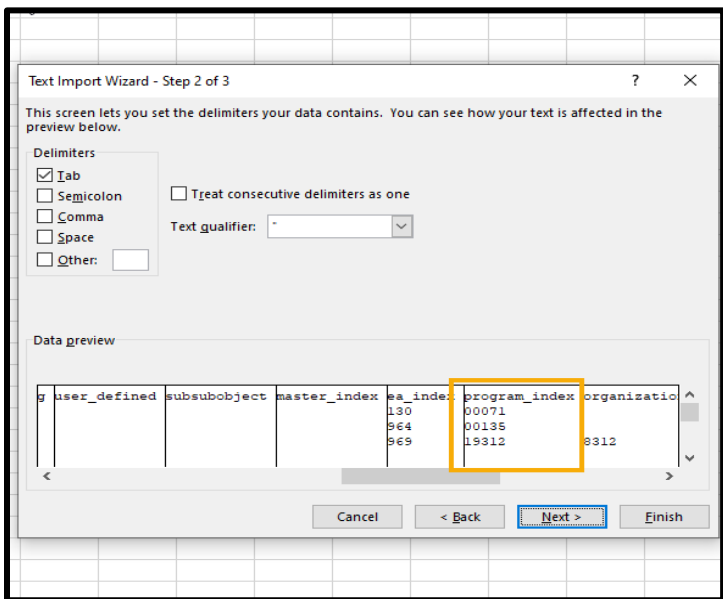 Text Import Wizard - Step 2 of 3 ? ×
This screen lets you set the delimiters your data contains. You can see how your text is affected in the
preview below.
Delimiters
Tab
Semicolon
Comma
Space
Other:
Treat consecutive delimiters as one
Text qualifier: "
Data preview
g user_defined subsubobject master_index ea_index program_index organizatio
130 00071
964 00135
969 19312 8312
Cancel < Back Next > Finish